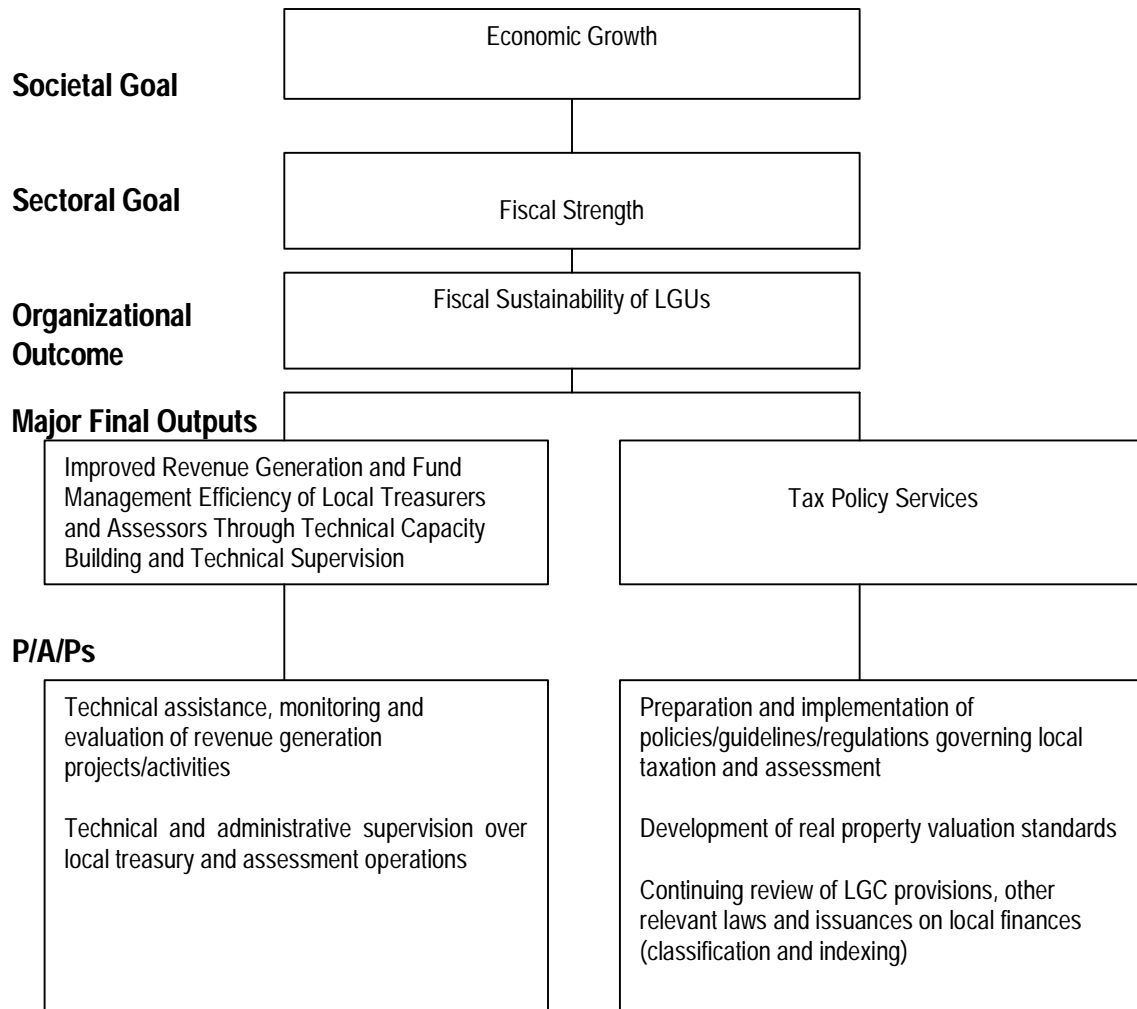 Economic Growth
Societal Goal
Sectoral Goal
Fiscal Strength
Fiscal Sustainability of LGUs
Organizational
Outcome
Major Final Outputs
Improved Revenue Generation and Fund
Management Efficiency of Local Treasurers
and Assessors Through Technical Capacity
Building and Technical Supervision
Tax Policy Services
P/A/Ps
Technical assistance, monitoring and
evaluation of revenue generation
projects/activities
Technical and administrative supervision over
local treasury and assessment operations
Preparation and implementation of
policies/guidelines/regulations governing local
taxation and assessment
Development of real property valuation standards
Continuing review of LGC provisions, other
relevant laws and issuances on local finances
(classification and indexing)